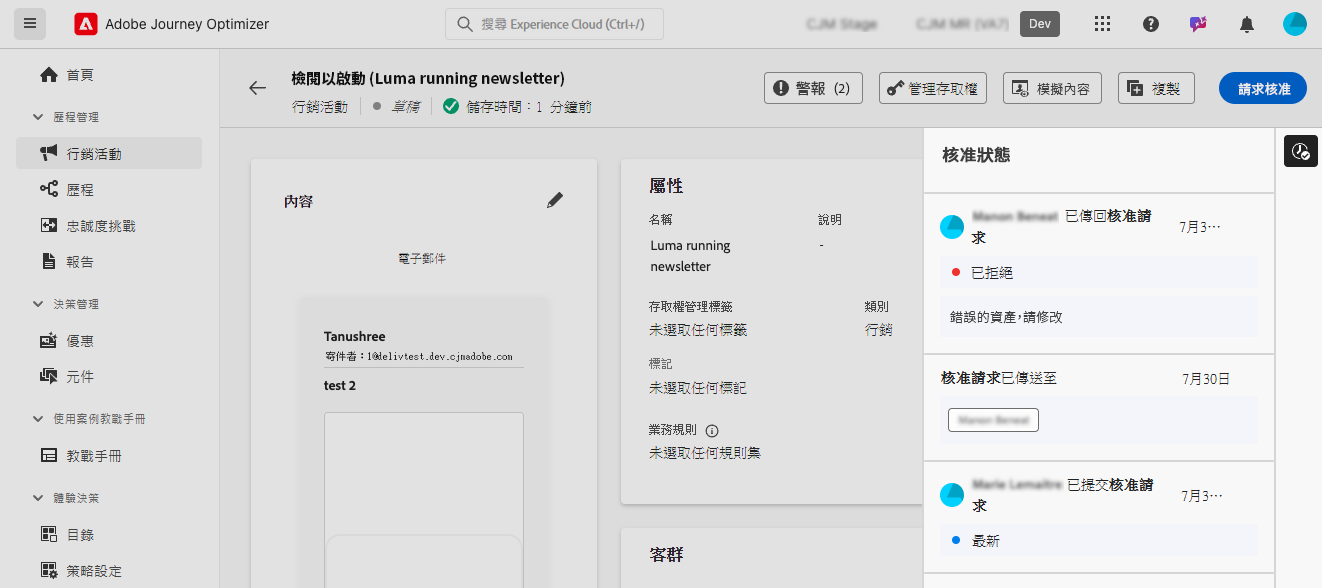 Adobe Journey Optimizer
搜尋 Experience Cloud (Ctrl+/)
CJM Stage
CJM MR (VA7)
Dev
首頁
歷程管理
行銷活動
歷程
忠誠度挑戰
報告
決策管理
優惠
元件
使用案例教戰手冊
教戰手冊
體驗決策
目錄
策略設定
檢閱以啟動 (Luma running newsletter)
行銷活動
草稿
儲存時間：1 分鐘前
警報 (2)
管理存取權
模擬內容
複製
請求核准
內容
電子郵件
Tanushree
寄件者：1@delivtest.dev.cjmadobe.com
test 2
屬性
名稱
說明
Luma running
newsletter
-
存取權管理標籤
類別
未選取任何標籤
行銷
標記
未選取任何標記
業務規則
未選取任何規則集
客群
核准狀態
Manon Beneat 已傳回核准請
求
7月3…
已拒絕
錯誤的資產，請修改
核准請求已傳送至
7月30日
Manon Beneat
Marie Lemaitre 已提交核准請
求
7月3…
最新